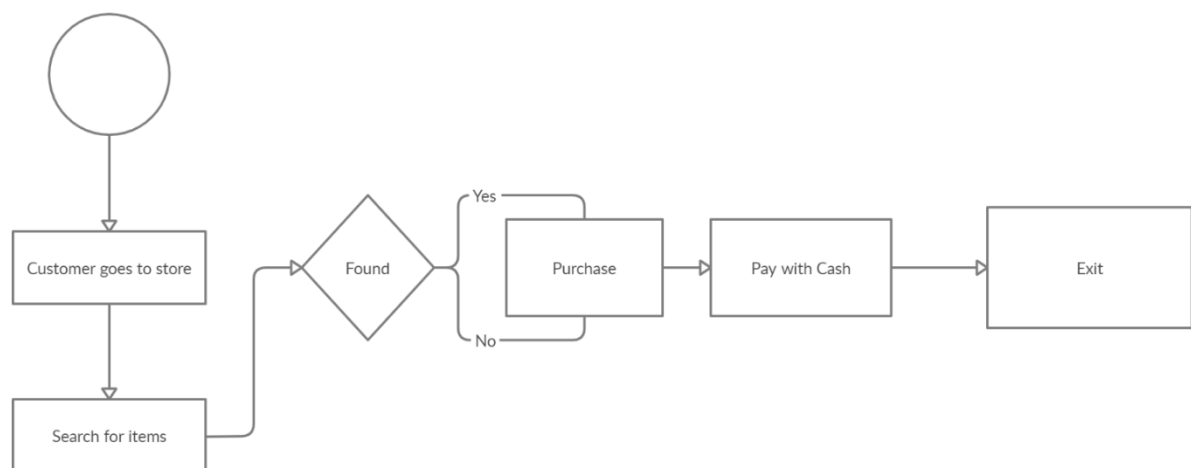 Customer goes to store
Search for items
Found
Yes
No
Purchase
Pay with Cash
Exit